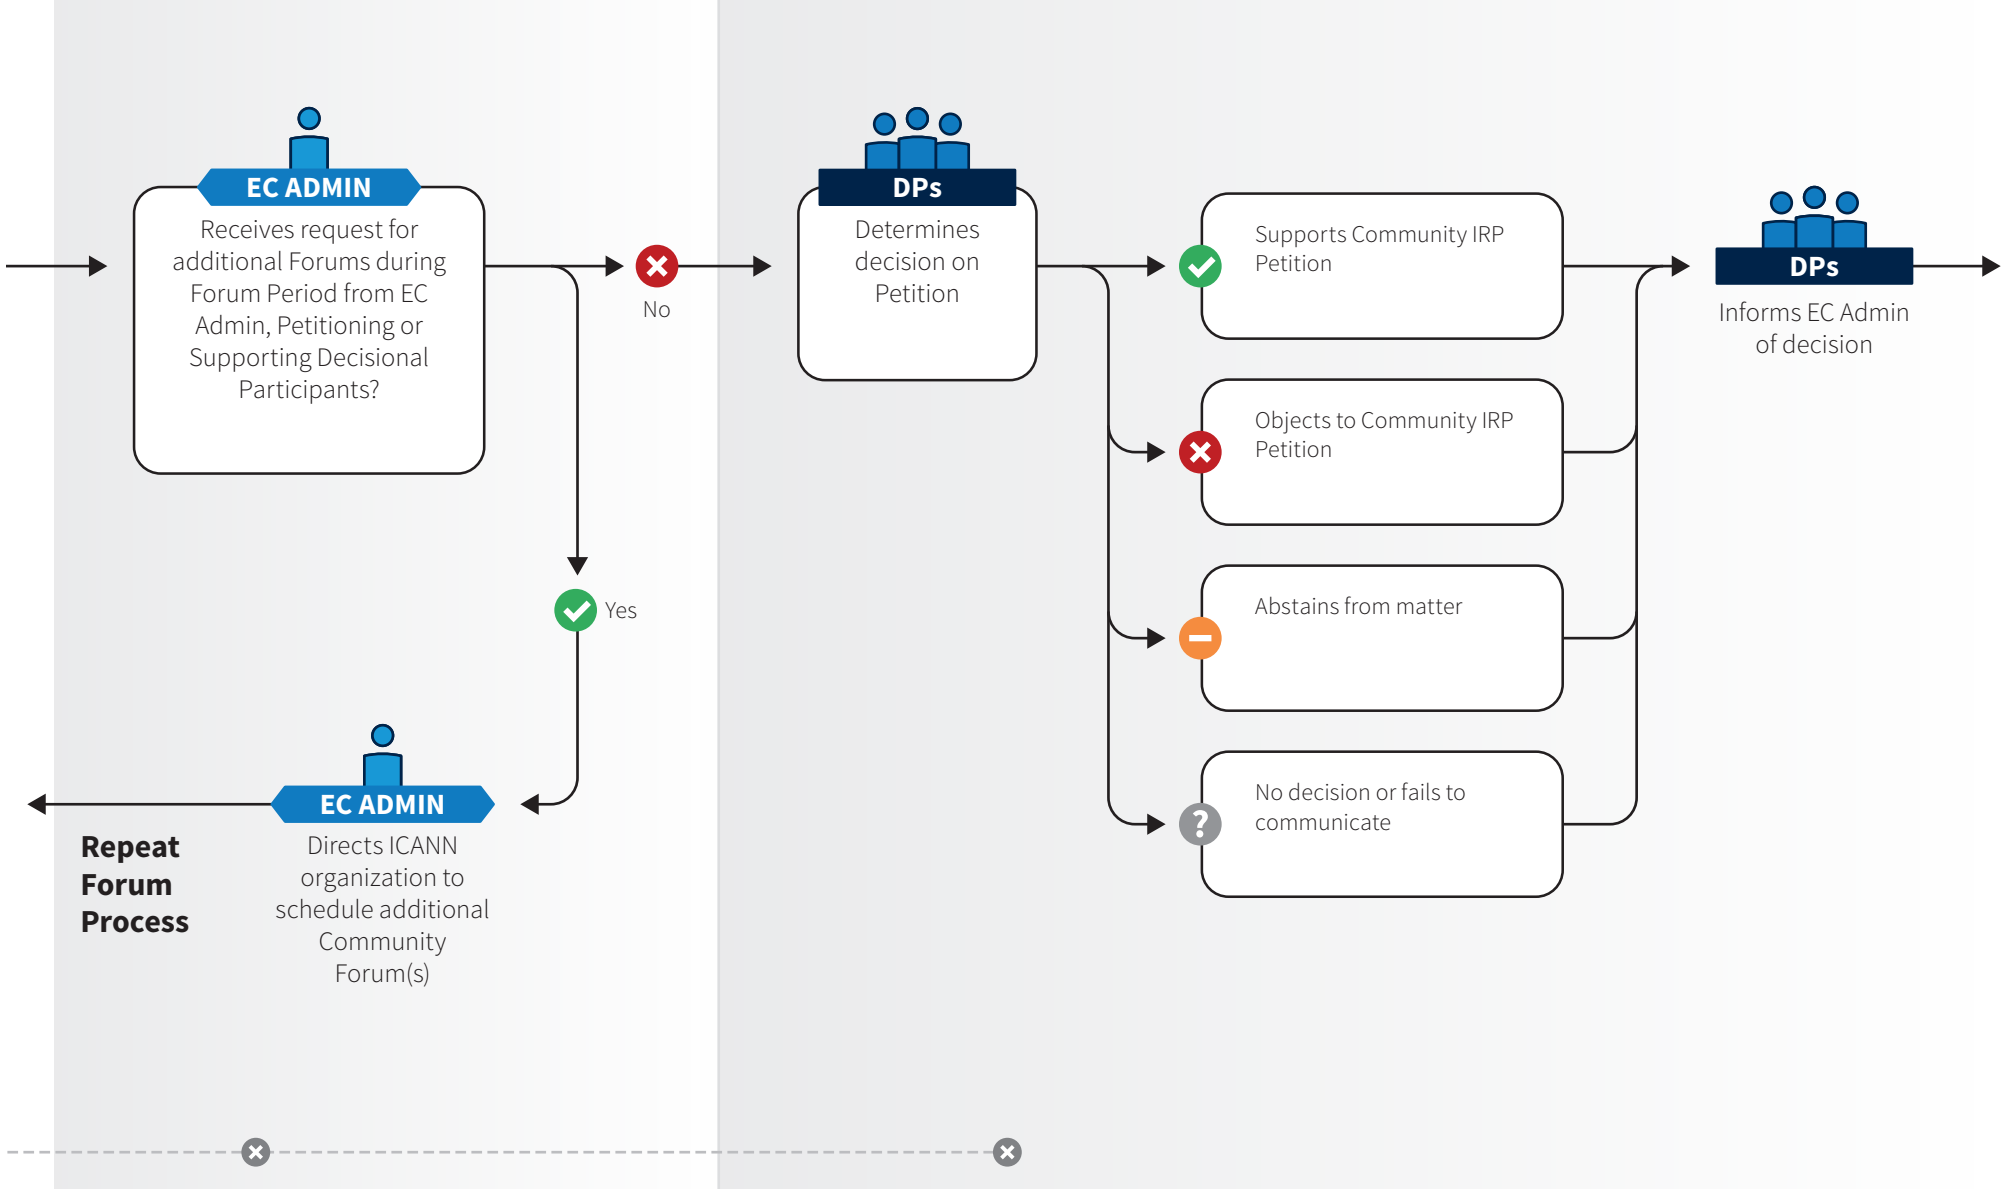 EC ADMIN
Receives request for
additional Forums during
Forum Period from EC
Admin, Petitioning or
Supporting Decisional
Participants?
No
Yes
EC ADMIN
Directs ICANN
organization to
schedule additional
Community
Forum(s)
Repeat
Forum
Process
DPs
Determines
decision on
Petition
Supports Community IRP
Petition
Objects to Community IRP
Petition
Abstains from matter
?
No decision or fails to
communicate
DPs
Informs EC Admin
of decision